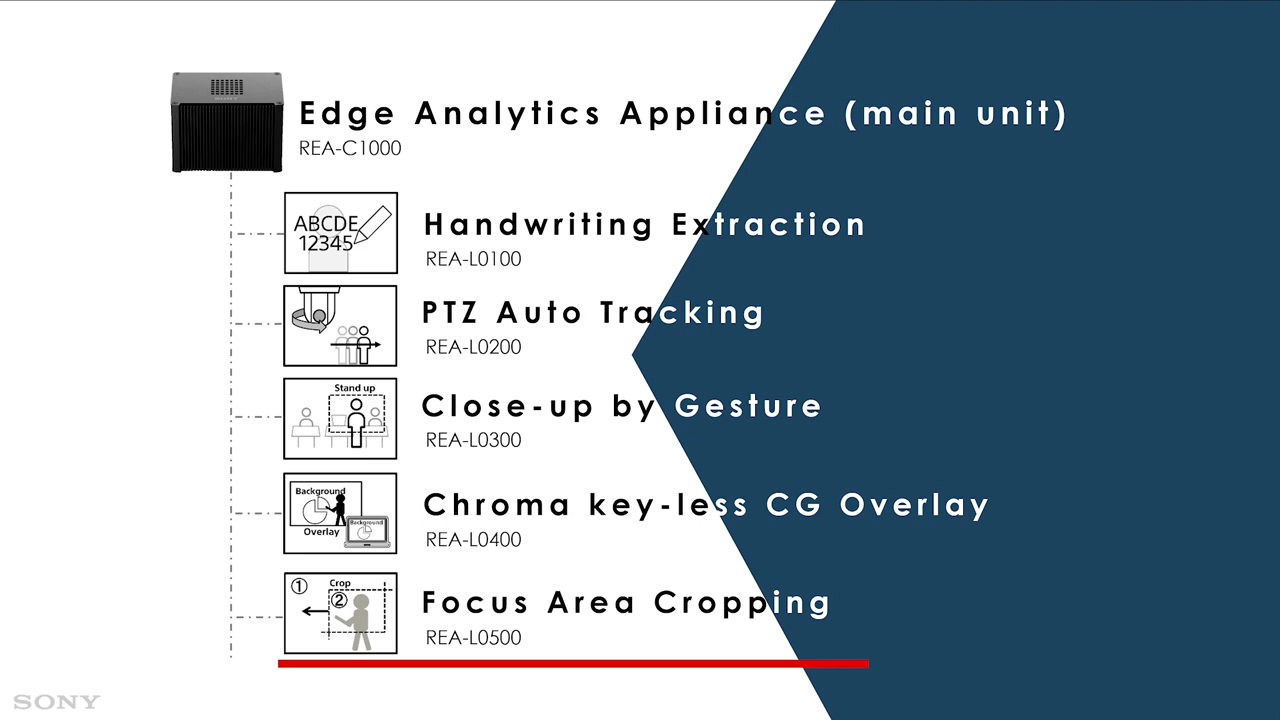 Edge Analytics Appliance (main unit)
REA-C1000
ABCDE
12345
Handwriting Extraction
REA-L0100
PTZ Auto Tracking
REA-L0200
Stand up
Close-up by Gesture
REA-L0300
Background
Background
Overlay
Chroma key-less CG Overlay
REA-L0400
① Crop
②
Focus Area Cropping
REA-L0500
SONY